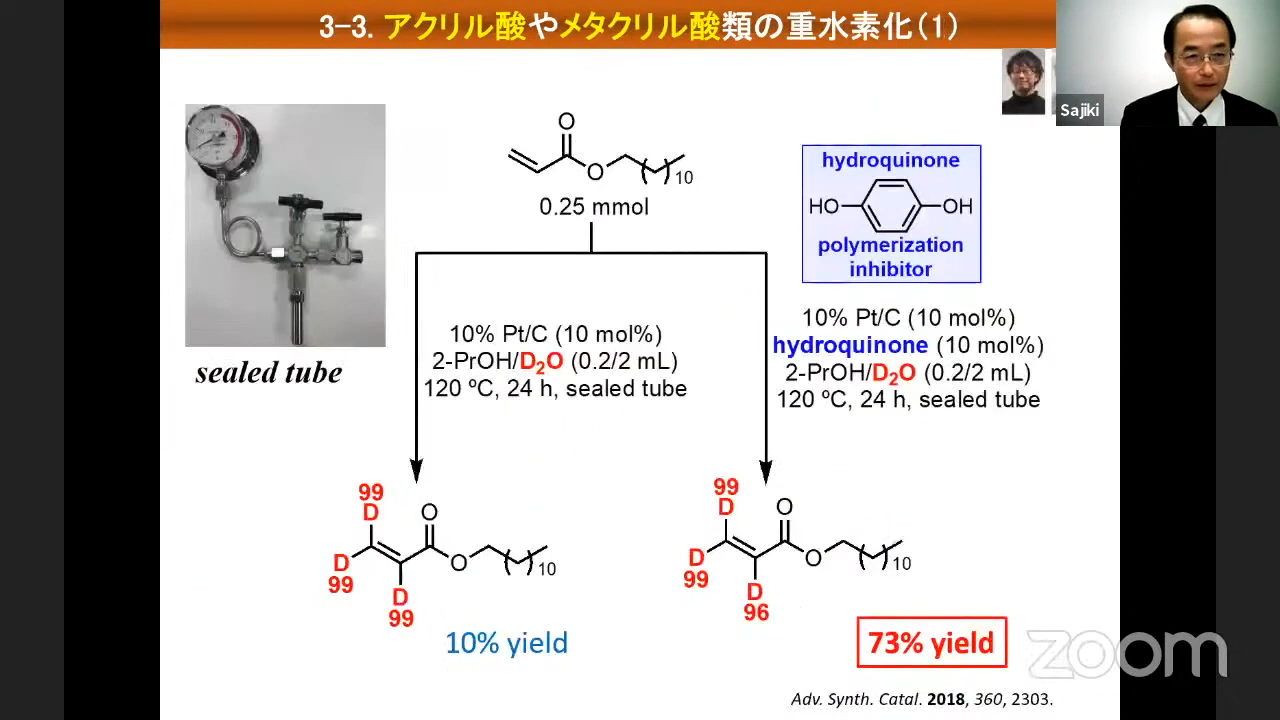 3-3. アクリル酸やメタクリル酸類の重水素化(1)
Sajiki
O
O
10
0.25 mmol
hydroquinone
HO
OH
polymerization
inhibitor
sealed tube
10% Pt/C (10 mol%)
2-PrOH/D₂O (0.2/2 mL)
120 ºC, 24 h, sealed tube
10% Pt/C (10 mol%)
hydroquinone (10 mol%)
2-PrOH/D₂O (0.2/2 mL)
120 ºC, 24 h, sealed tube
99
D
O
D
O
10
99
D
99
10% yield
99
D
O
D
O
10
99
D
96
73% yield
zoom
Adv. Synth. Catal. 2018, 360, 2303.